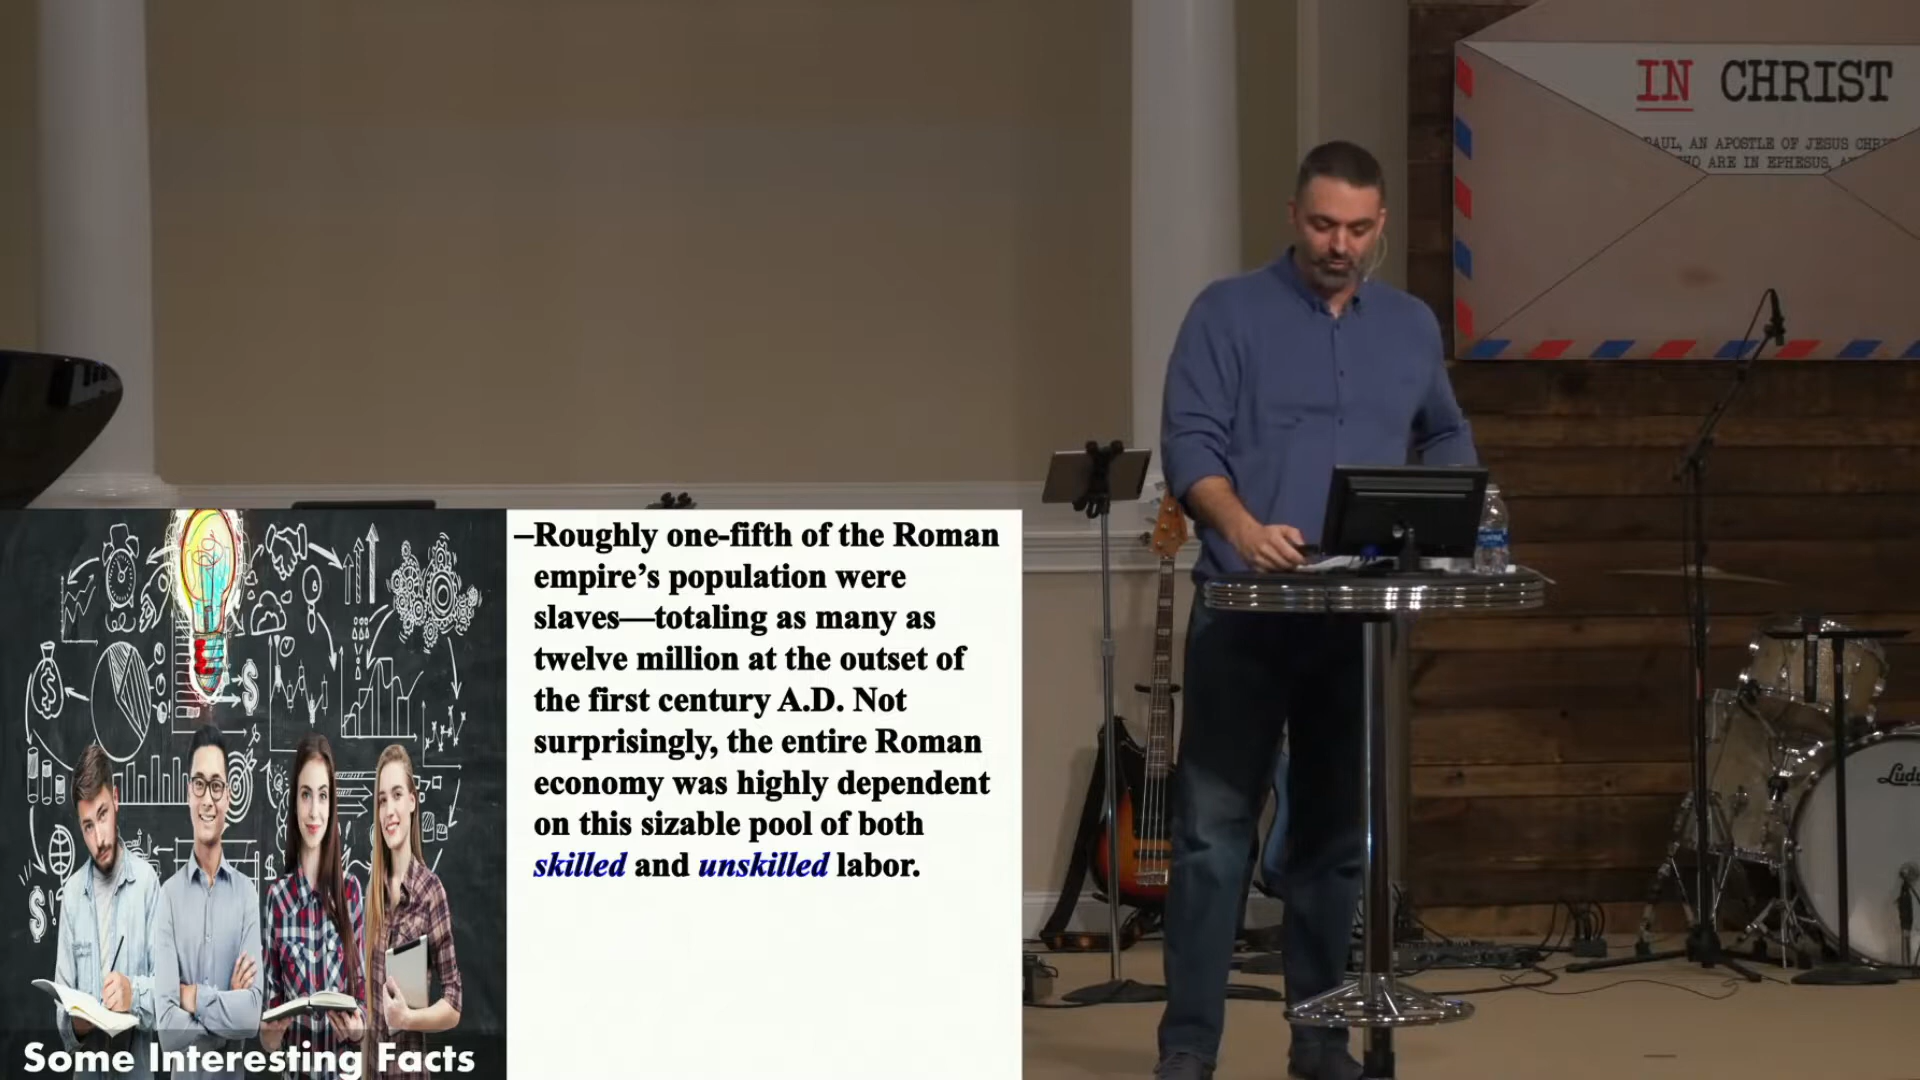 IN CHRIST
PAUL, AN APOSTLE OF JESUS
ARE IN EPHESUS,
–Roughly one-fifth of the Roman
empire’s population were
slaves—totaling as many as
twelve million at the outset of
the first century A.D. Not
surprisingly, the entire Roman
economy was highly dependent
on this sizable pool of both
skilled and unskilled labor.
Some Interesting Facts